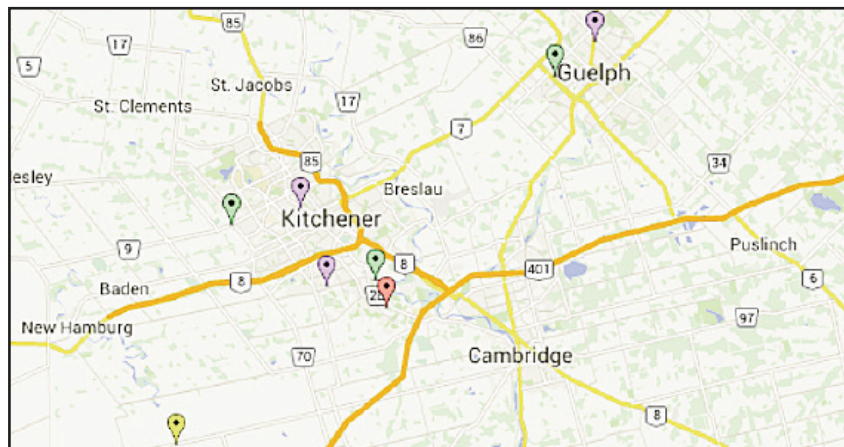 85
17
86
5
Guelph
St. Jacobs
St. Clements
17
7
85
34
esley
Breslau
Kitchener
9
8
401
Puslinch
Baden
8
6
New Hamburg
97
70
Cambridge
8